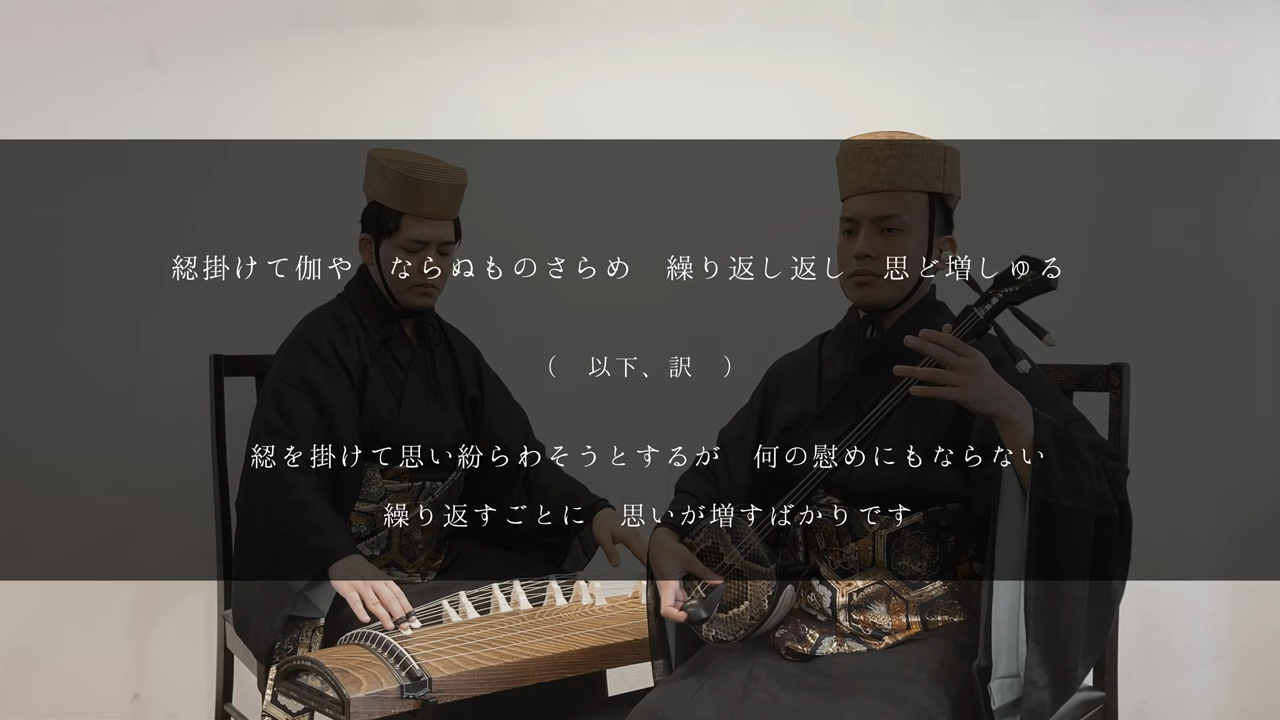 綛掛けて伽や　ならぬものさらめ　繰り返し返し　思ど増しゅる
（　以下、訳　）
綛を掛けて思い紛らわそうとするが　何の慰めにもならない
繰り返すごとに　思いが増すばかりです